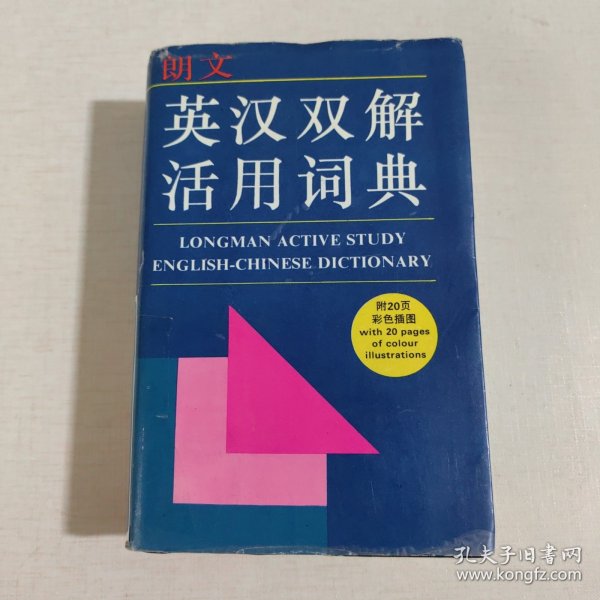 朗文
英汉双解
活用词典
LONGMAN ACTIVE STUDY
ENGLISH-CHINESE DICTIONARY
附20页
彩色插图
with 20 pages
of colour
illustrations
孔夫子旧书网
www.kongfz.com